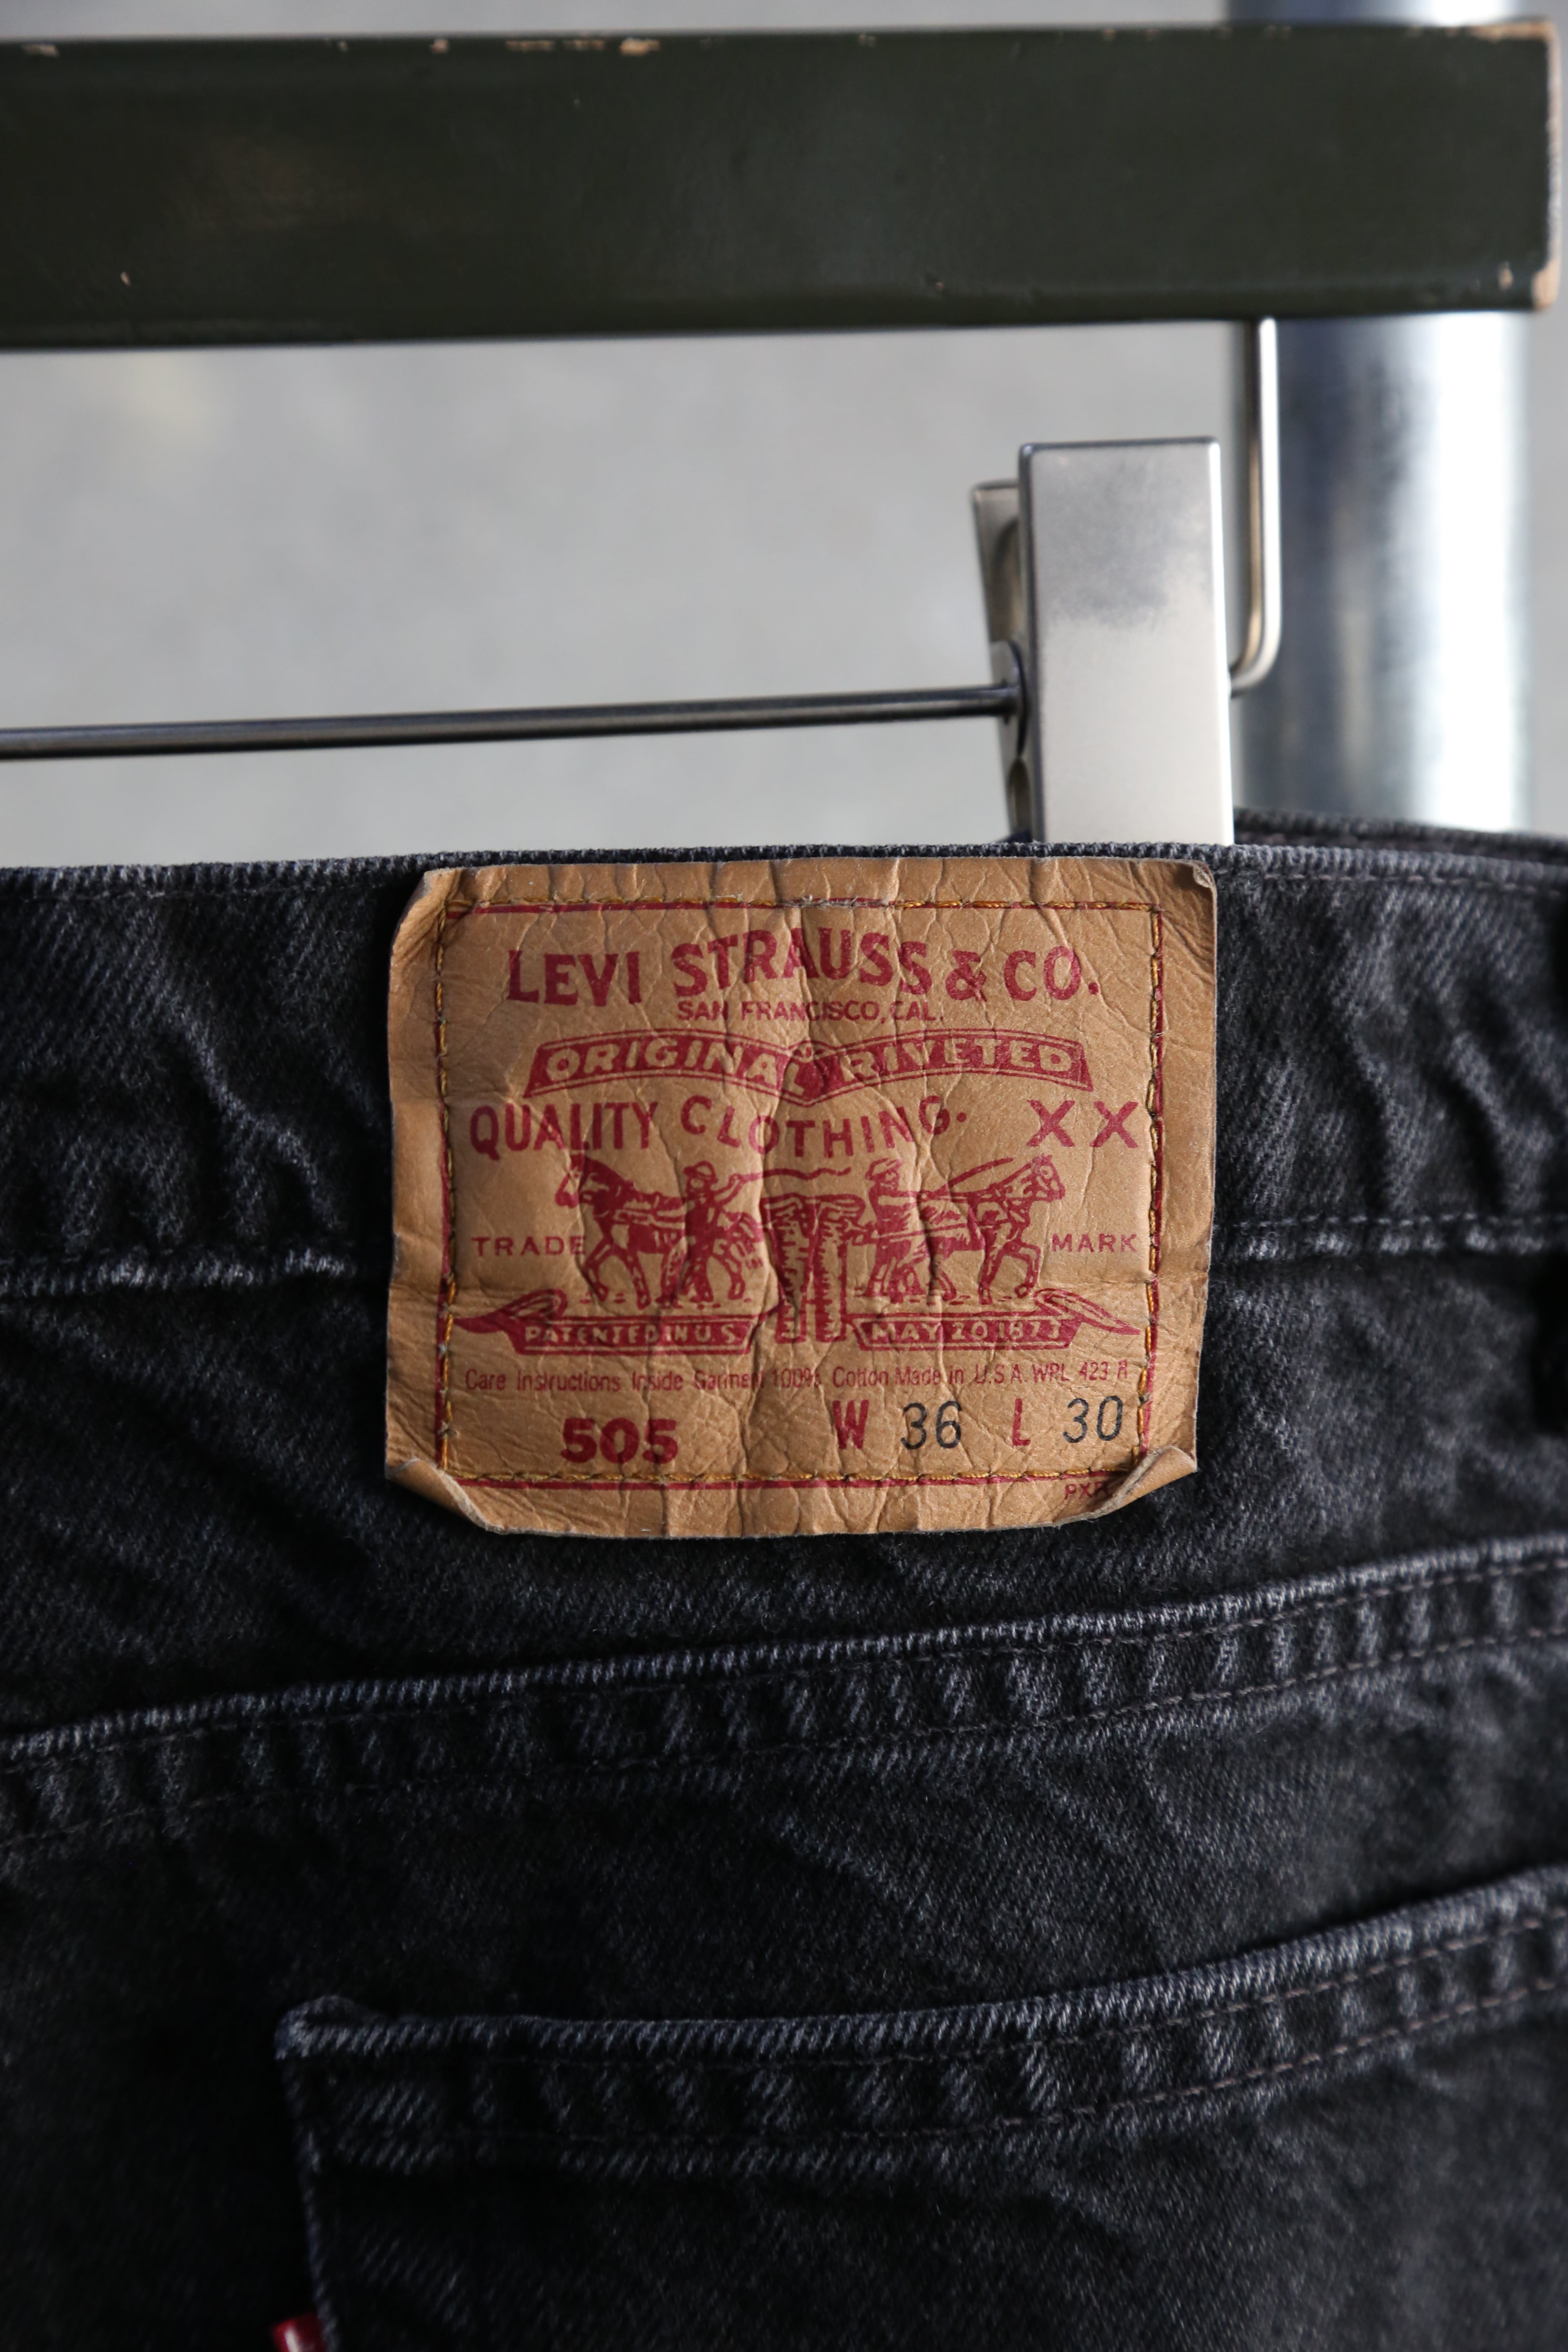 LEVI STRAUSS & CO.
SAN FRANCISCO, CAL.
ORIGINAL RIVETED
QUALITY CLOTHING. XX
TRADE MARK
PATENTED IN U.S. MAY 20 1873
Care Instructions Inside Garment 100% Cotton Made in U.S.A. WPL 423
505 W 36 L 30